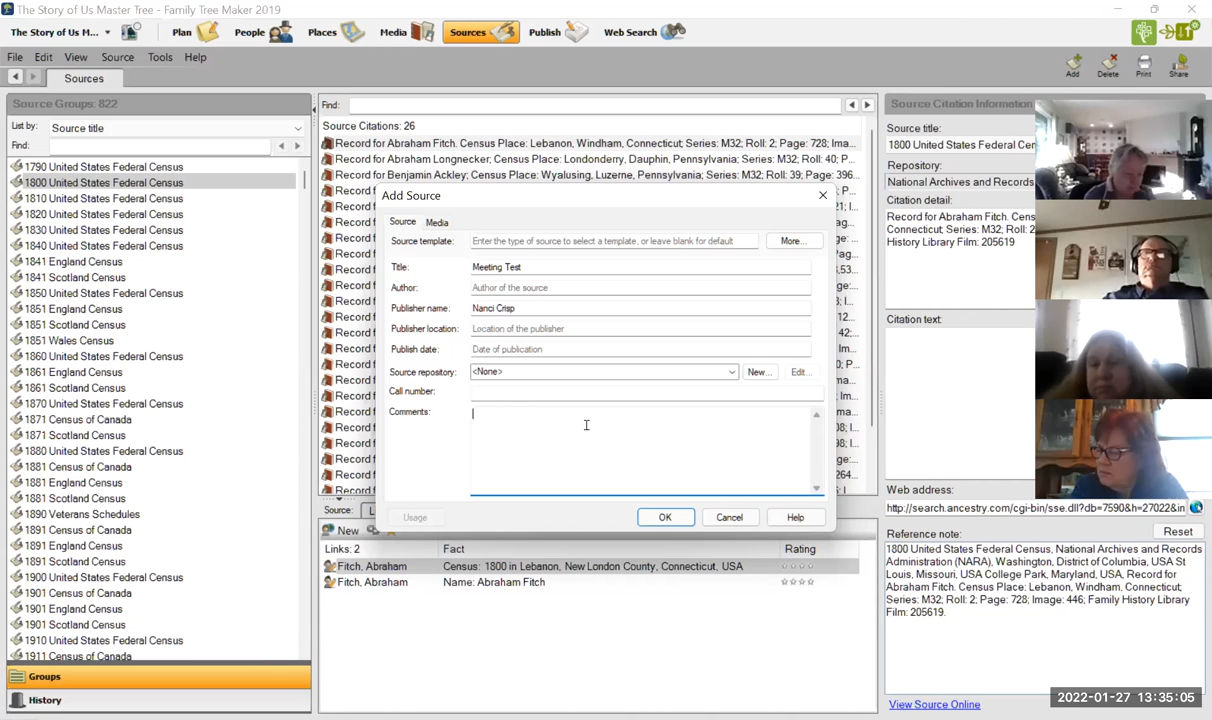 The Story of Us Master Tree - Family Tree Maker 2019
The Story of Us M...
Plan
People
Places
Media
Sources
Publish
Web Search
File Edit View Source Tools Help
Sources
Add
Delete
Print
Share
Source Groups: 822
List by: Source title
Find:
1790 United States Federal Census
1800 United States Federal Census
1810 United States Federal Census
1820 United States Federal Census
1830 United States Federal Census
1840 United States Federal Census
1841 England Census
1841 Scotland Census
1850 United States Federal Census
1851 England Census
1851 Scotland Census
1851 Wales Census
1860 United States Federal Census
1861 England Census
1861 Scotland Census
1870 United States Federal Census
1871 Census of Canada
1871 Scotland Census
1880 United States Federal Census
1881 Census of Canada
1881 England Census
1881 Scotland Census
1890 Veterans Schedules
1891 Census of Canada
1891 England Census
1891 Scotland Census
1900 United States Federal Census
1901 Census of Canada
1901 England Census
1901 Scotland Census
1910 United States Federal Census
1911 Census of Canada
Groups
History
Find:
Source Citations: 26
Record for Abraham Fitch. Census Place: Lebanon, Windham, Connecticut; Series: M32; Roll: 2; Page: 728; Ima...
Record for Abraham Longnecker, Census Place: Londonderry, Dauphin, Pennsylvania; Series: M32; Roll: 40; P...
Record for Benjamin Ackley; Census Place: Wyalusing, Luzerne, Pennsylvania; Series: M32; Roll: 39; Page: 396...
Add Source
Source
Media
Source template: Enter the type of source to select a template, or leave blank for default
More...
Title: Meeting Test
Author: Author of the source
Publisher name: Nanci Crisp
Publisher location: Location of the publisher
Publish date: Date of publication
Source repository: <None>
New...
Edit...
Call number:
Comments:
Usage
OK
Cancel
Help
Source:
New
Links: 2 Fact Rating
Fitch, Abraham Census: 1800 in Lebanon, New London County, Connecticut, USA
Fitch, Abraham Name: Abraham Fitch
Source Citation Information
Source title:
1800 United States Federal Cen
Repository:
National Archives and Records
Citation detail:
Record for Abraham Fitch. Cens
Connecticut; Series: M32; Roll: 2
History Library Film: 205619
Citation text:
Web address:
http://search.ancestry.com/cgi-bin/sse.dll?db=7590&h=27022&in
Reference note:
Reset
1800 United States Federal Census, National Archives and Records
Administration (NARA), Washington, District of Columbia, USA St
Louis, Missouri, USA College Park, Maryland, USA, Record for
Abraham Fitch. Census Place: Lebanon, Windham, Connecticut;
Series: M32; Roll: 2; Page: 728; Image: 446; Family History Library
Film: 205619.
View Source Online
2022-01-27 13:35:05